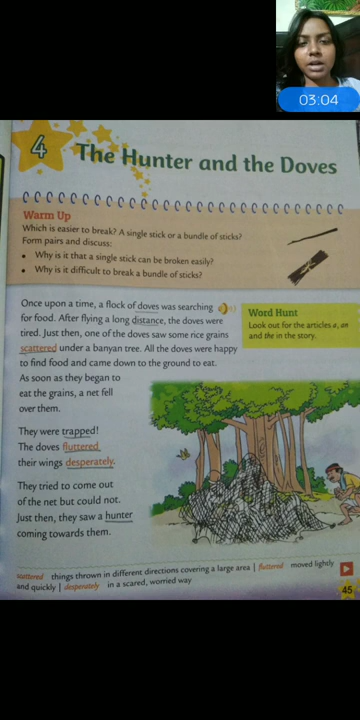 03:04
4
The Hunter and the Doves
Warm Up
Which is easier to break? A single stick or a bundle of sticks?
Form pairs and discuss:
• Why is it that a single stick can be broken easily?
• Why is it difficult to break a bundle of sticks?
Once upon a time, a flock of doves was searching
for food. After flying a long distance, the doves were
tired. Just then, one of the doves saw some rice grains
scattered under a banyan tree. All the doves were happy
to find food and came down to the ground to eat.
As soon as they began to
eat the grains, a net fell
over them.
Word Hunt
Look out for the articles a, an
and the in the story.
They were trapped!
The doves fluttered
their wings desperately.
They tried to come out
of the net but could not.
Just then, they saw a hunter
coming towards them.
scattered things thrown in different directions covering a large area | fluttered moved lightly
and quickly | desperately in a scared, worried way
45